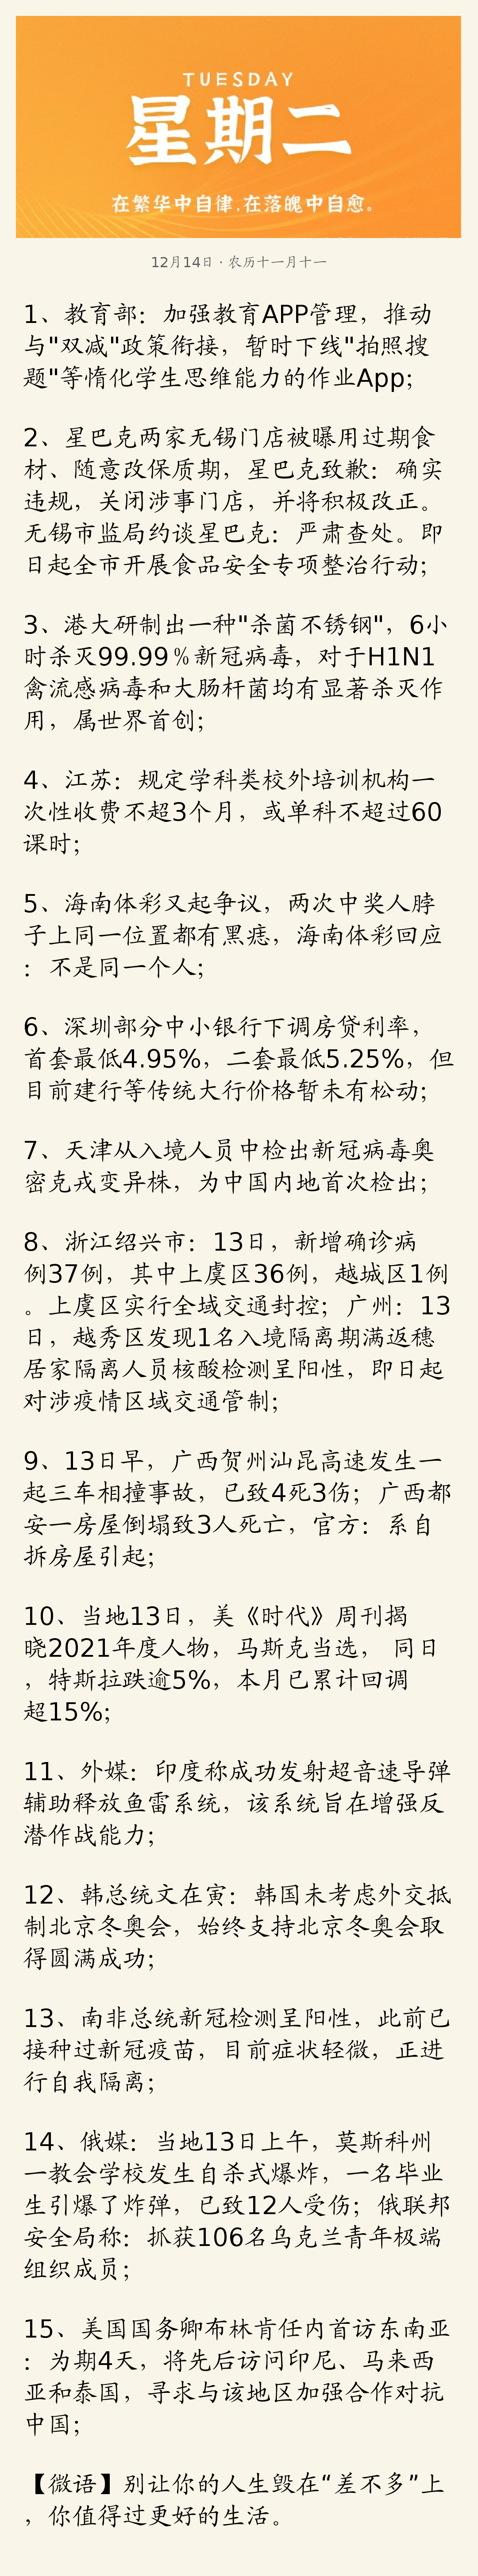 TUESDAY
星期二
在繁华中自律,在落魄中自愈。
12月14日·农历十一月十一
1、教育部：加强教育APP管理，推动
与"双减"政策衔接，暂时下线"拍照搜
题"等惰化学生思维能力的作业App；
2、星巴克两家无锡门店被曝用过期食
材、随意改保质期，星巴克致歉：确实
违规，关闭涉事门店，并将积极改正。
无锡市监局约谈星巴克：严肃查处。即
日起全市开展食品安全专项整治行动；
3、港大研制出一种"杀菌不锈钢"，6小
时杀灭99.99％新冠病毒，对于H1N1
禽流感病毒和大肠杆菌均有显著杀灭作
用，属世界首创；
4、江苏：规定学科类校外培训机构一
次性收费不超3个月，或单科不超过60
课时；
5、海南体彩又起争议，两次中奖人脖
子上同一位置都有黑痣，海南体彩回应
：不是同一个人；
6、深圳部分中小银行下调房贷利率，
首套最低4.95%，二套最低5.25%，但
目前建行等传统大行价格暂未有松动；
7、天津从入境人员中检出新冠病毒奥
密克戎变异株，为中国内地首次检出；
8、浙江绍兴市：13日，新增确诊病
例37例，其中上虞区36例，越城区1例
。上虞区实行全域交通封控；广州：13
日，越秀区发现1名入境隔离期满返穗
居家隔离人员核酸检测呈阳性，即日起
对涉疫情区域交通管制；
9、13日早，广西贺州汕昆高速发生一
起三车相撞事故，已致4死3伤；广西都
安一房屋倒塌致3人死亡，官方：系自
拆房屋引起；
10、当地13日，美《时代》周刊揭
晓2021年度人物，马斯克当选， 同日
，特斯拉跌逾5%，本月已累计回调
超15%；
11、外媒：印度称成功发射超音速导弹
辅助释放鱼雷系统，该系统旨在增强反
潜作战能力；
12、韩总统文在寅：韩国未考虑外交抵
制北京冬奥会，始终支持北京冬奥会取
得圆满成功；
13、南非总统新冠检测呈阳性，此前已
接种过新冠疫苗，目前症状轻微，正进
行自我隔离；
14、俄媒：当地13日上午，莫斯科州
一教会学校发生自杀式爆炸，一名毕业
生引爆了炸弹，已致12人受伤；俄联邦
安全局称：抓获106名乌克兰青年极端
组织成员；
15、美国国务卿布林肯任内首访东南亚
：为期4天，将先后访问印尼、马来西
亚和泰国，寻求与该地区加强合作对抗
中国；
【微语】别让你的人生毁在“差不多”上
，你值得过更好的生活。